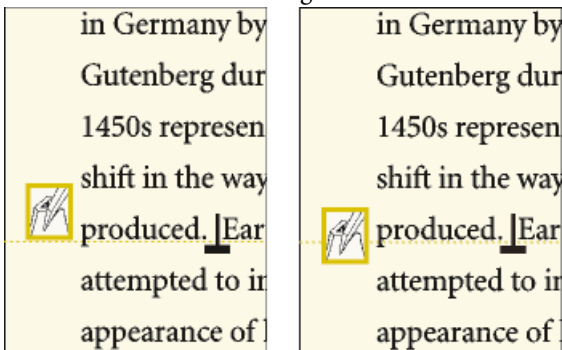 in Germany by
Gutenberg dur
1450s represen
shift in the way
produced. Ear
attempted to in
appearance of
in Germany by
Gutenberg dur
1450s represen
shift in the way
produced. Ear
attempted to in
appearance of